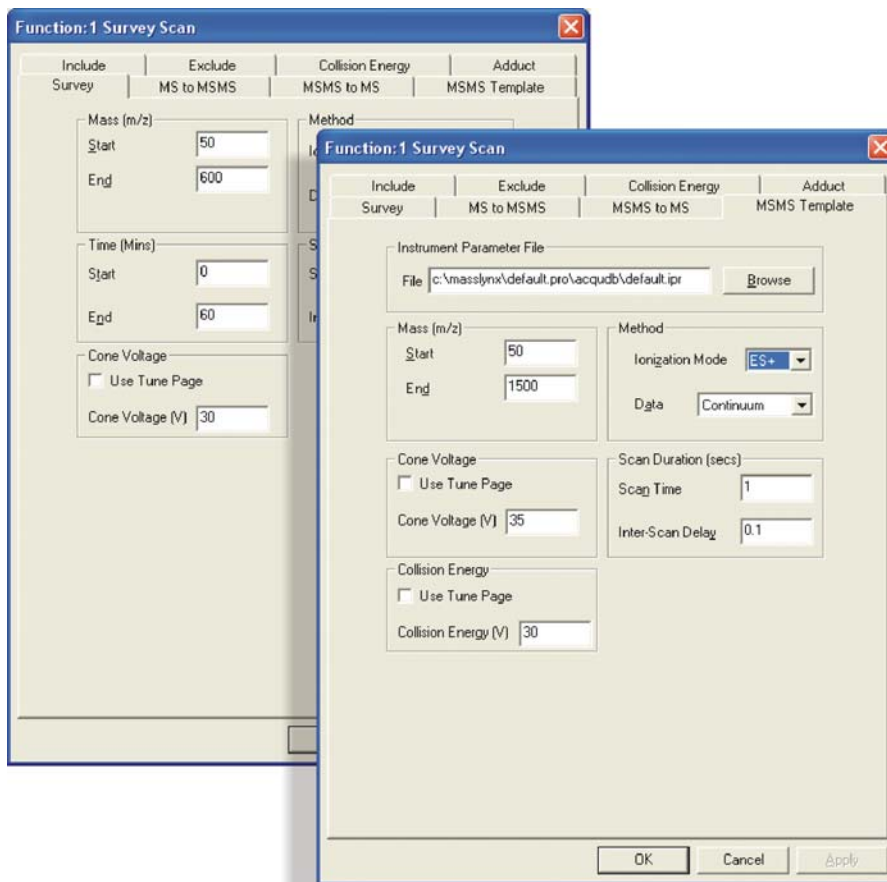 Function:1 Survey Scan
Include Exclude Collision Energy Adduct
Survey MS to MSMS MSMS to MS MSMS Template
Mass (m/z)
Start 50
End 600
Method
Time (Mins)
Start 0
End 60
Cone Voltage
Use Tune Page
Cone Voltage (V) 30
Function:1 Survey Scan
Include Exclude Collision Energy Adduct
Survey MS to MSMS MSMS to MS MSMS Template
Instrument Parameter File
File c:\masslynx\default.pro\acqudb\default.ipr Browse
Mass (m/z)
Start 50
End 1500
Method
Ionization Mode ES+
Data Continuum
Cone Voltage
Use Tune Page
Cone Voltage (V) 35
Scan Duration (secs)
Scan Time 1
Inter-Scan Delay 0.1
Collision Energy
Use Tune Page
Collision Energy (V) 30
OK Cancel Apply